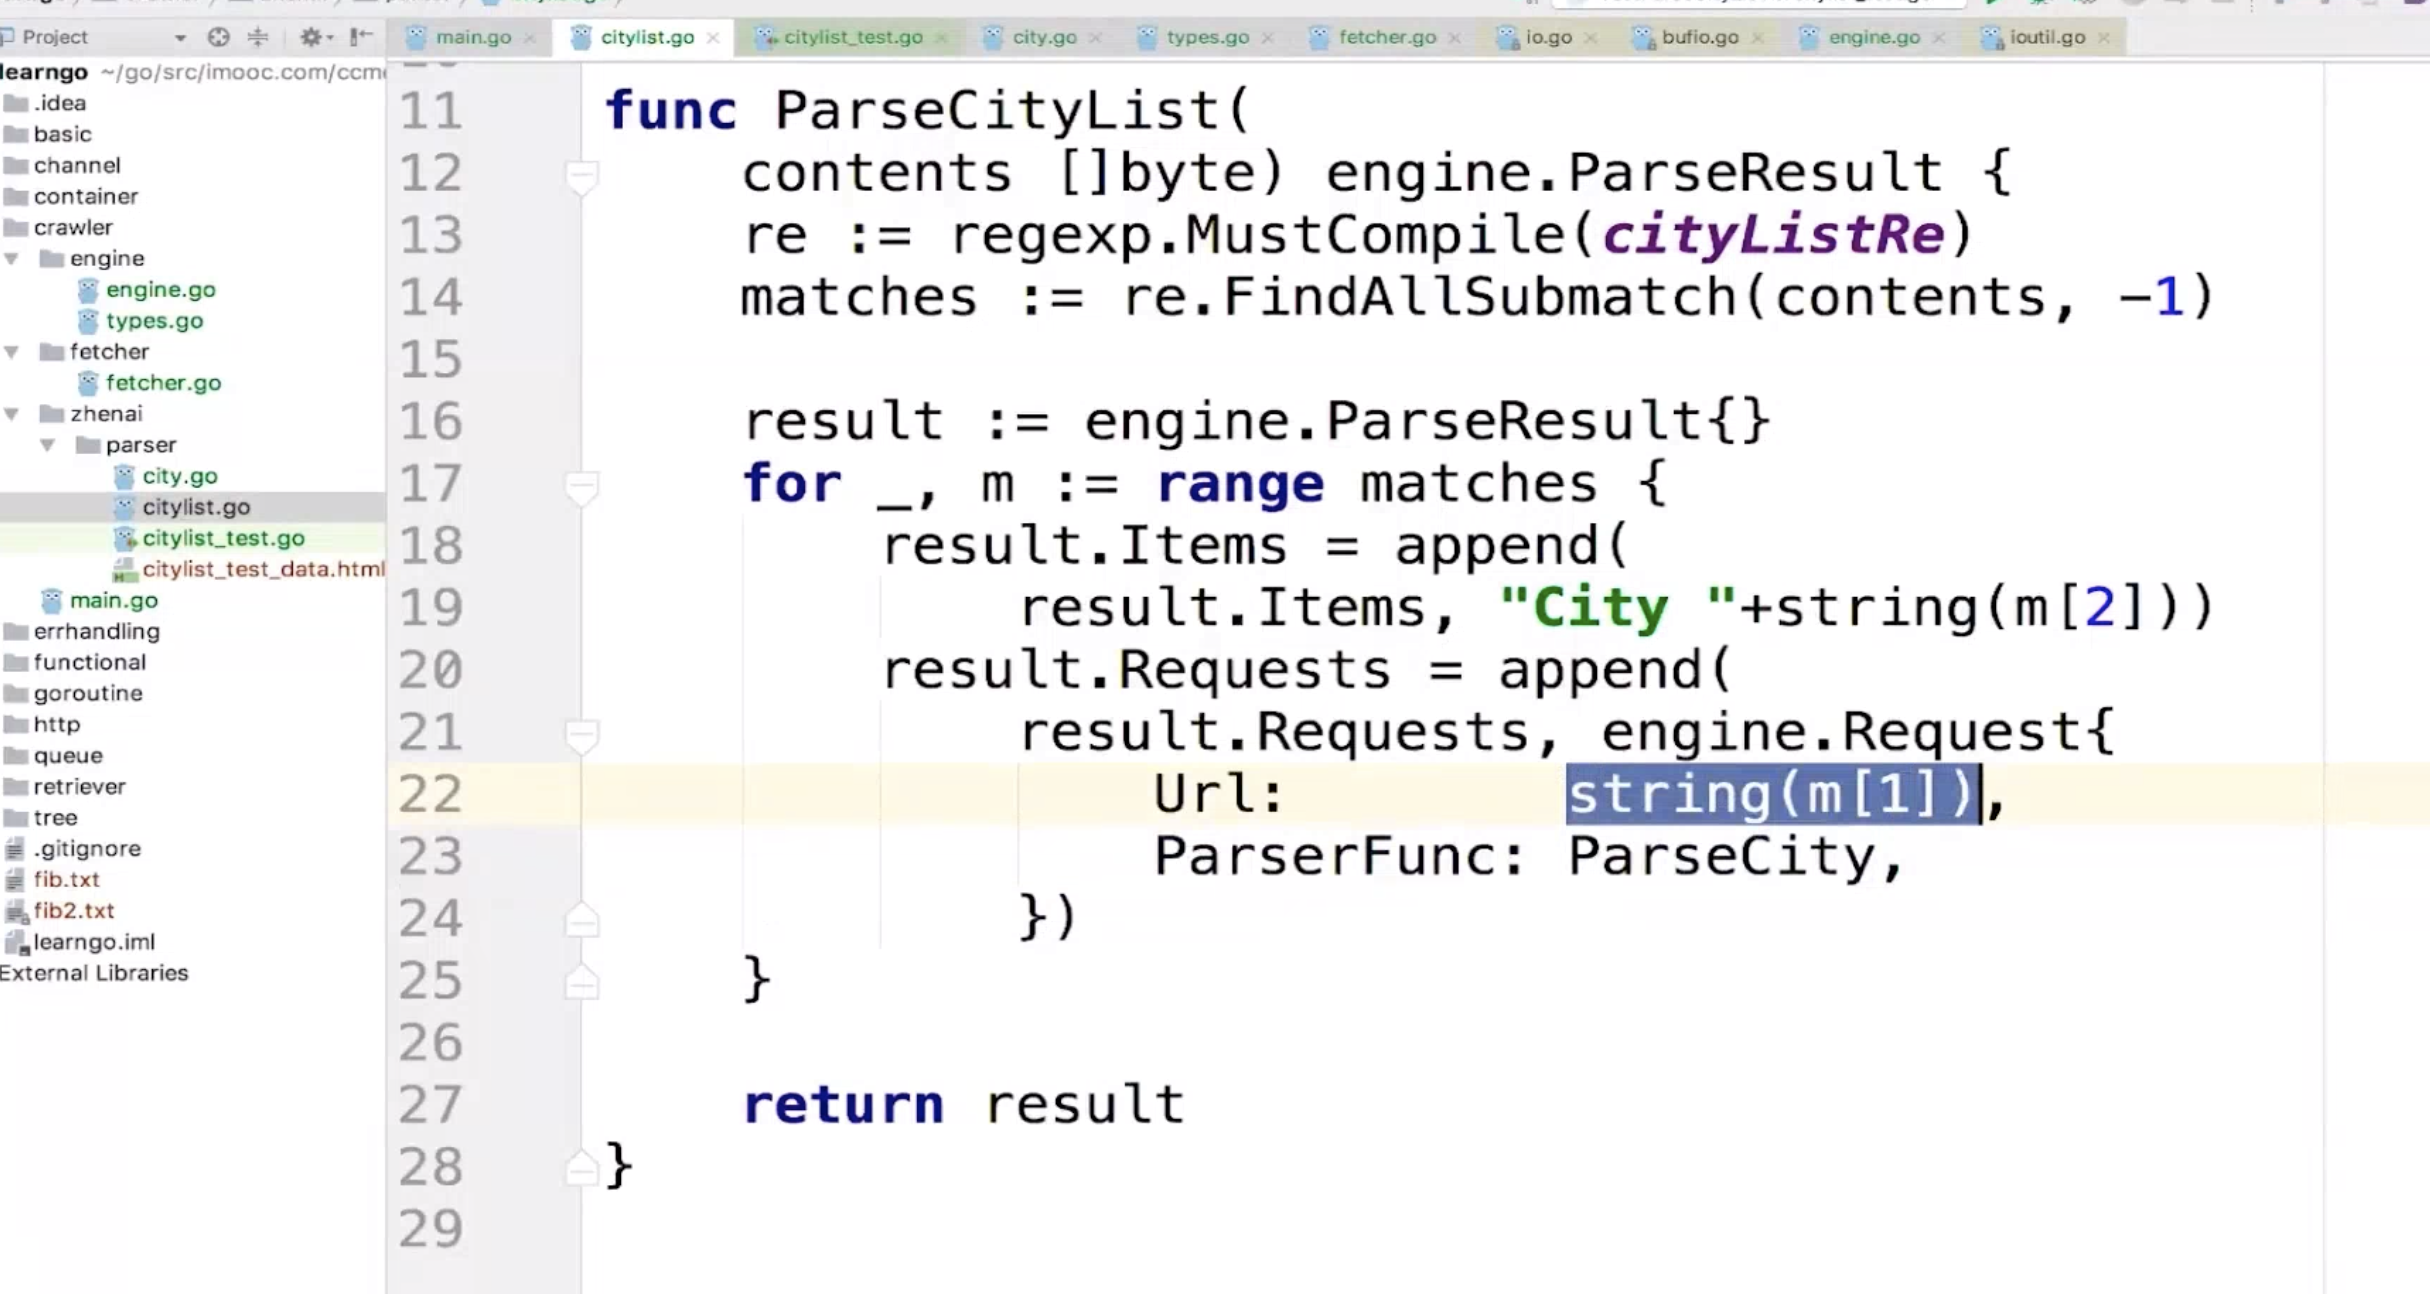 Project
main.go
citylist.go
citylist_test.go
city.go
types.go
fetcher.go
io.go
bufio.go
engine.go
ioutil.go
learngo ~/go/src/imooc.com/ccm
.idea
basic
channel
container
crawler
engine
engine.go
types.go
fetcher
fetcher.go
zhenai
parser
city.go
citylist.go
citylist_test.go
citylist_test_data.html
main.go
errhandling
functional
goroutine
http
queue
retriever
tree
.gitignore
fib.txt
fib2.txt
learngo.iml
External Libraries
11 func ParseCityList(
12 contents []byte) engine.ParseResult {
13 re := regexp.MustCompile(cityListRe)
14 matches := re.FindAllSubmatch(contents, -1)
15
16 result := engine.ParseResult{}
17 for _, m := range matches {
18 result.Items = append(
19 result.Items, "City "+string(m[2]))
20 result.Requests = append(
21 result.Requests, engine.Request{
22 Url: string(m[1]),
23 ParserFunc: ParseCity,
24 })
25 }
26
27 return result
28 }
29